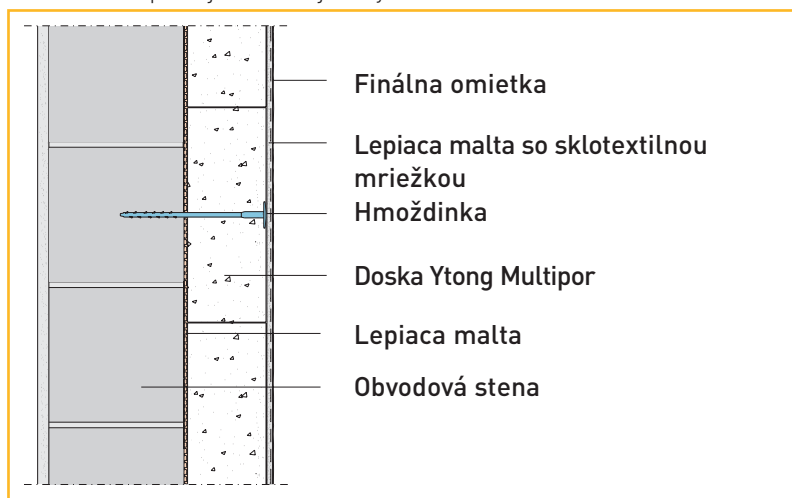 Finálna omietka
Lepiaca malta so sklotextilnou
mriežkou
Hmoždinka
Doska Ytong Multipor
Lepiaca malta
Obvodová stena